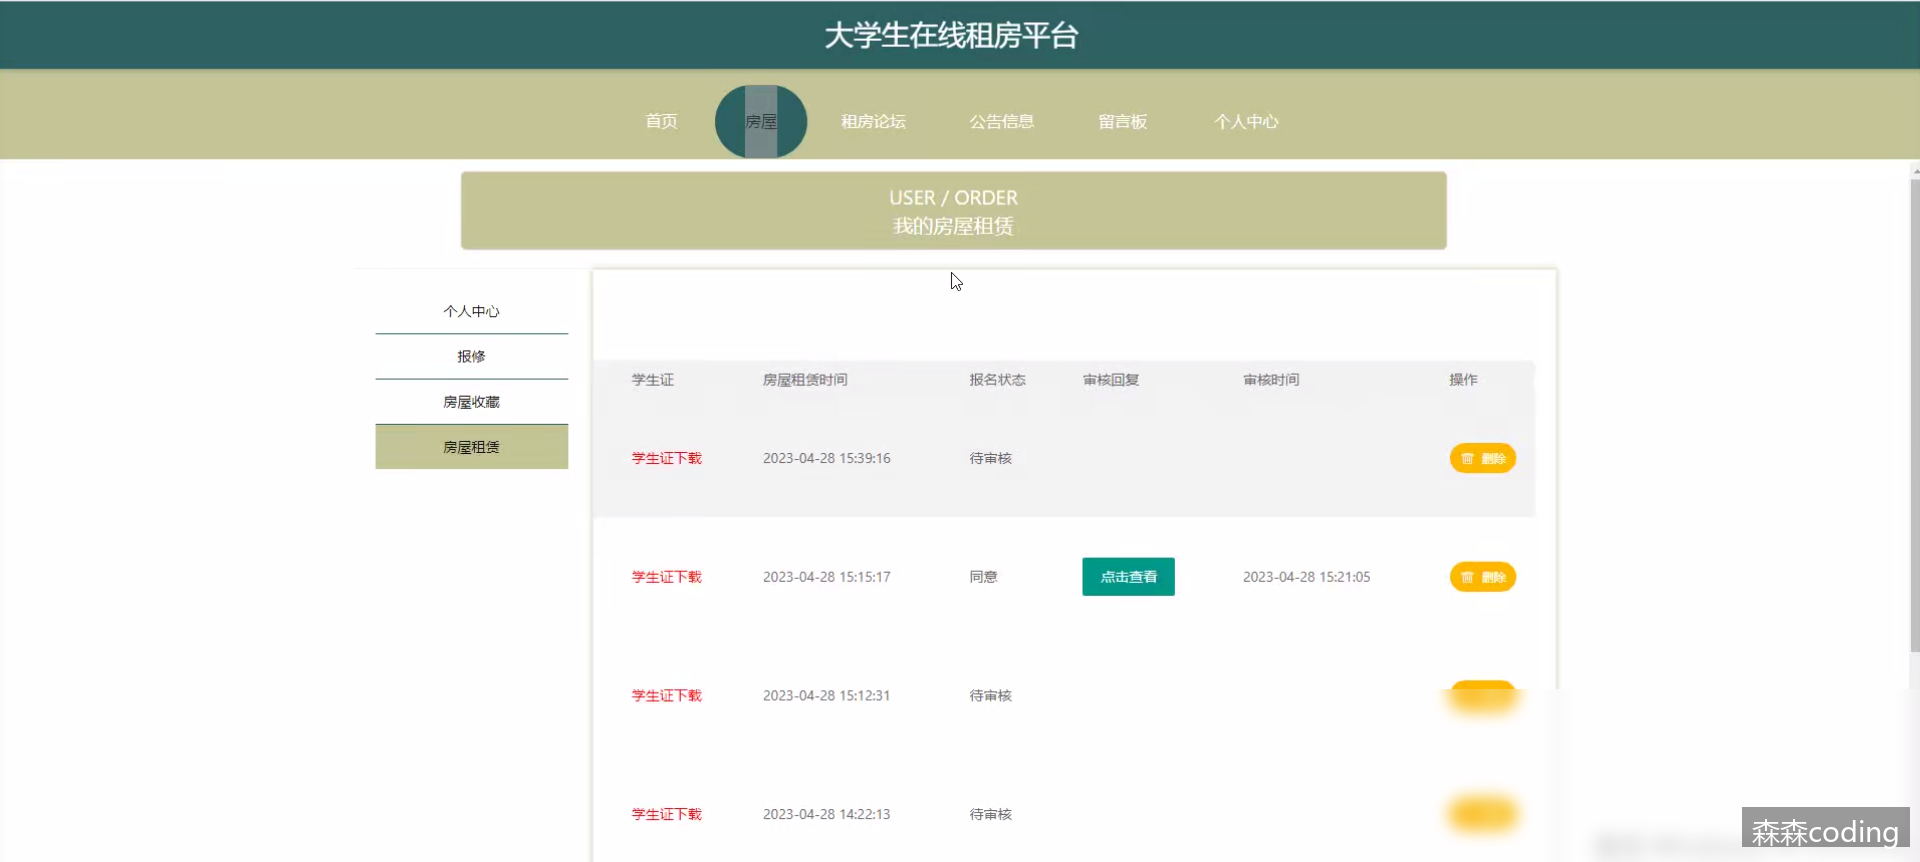 大学生在线租房平台
首页 房屋 租房论坛 公告信息 留言板 个人中心
USER / ORDER
我的房屋租赁
个人中心
报修
房屋收藏
房屋租赁
学生证 房屋租赁时间 报名状态 审核回复 审核时间 操作
学生证下载 2023-04-28 15:39:16 待审核 删除
学生证下载 2023-04-28 15:15:17 同意 点击查看 2023-04-28 15:21:05 删除
学生证下载 2023-04-28 15:12:31 待审核
学生证下载 2023-04-28 14:22:13 待审核
森森coding